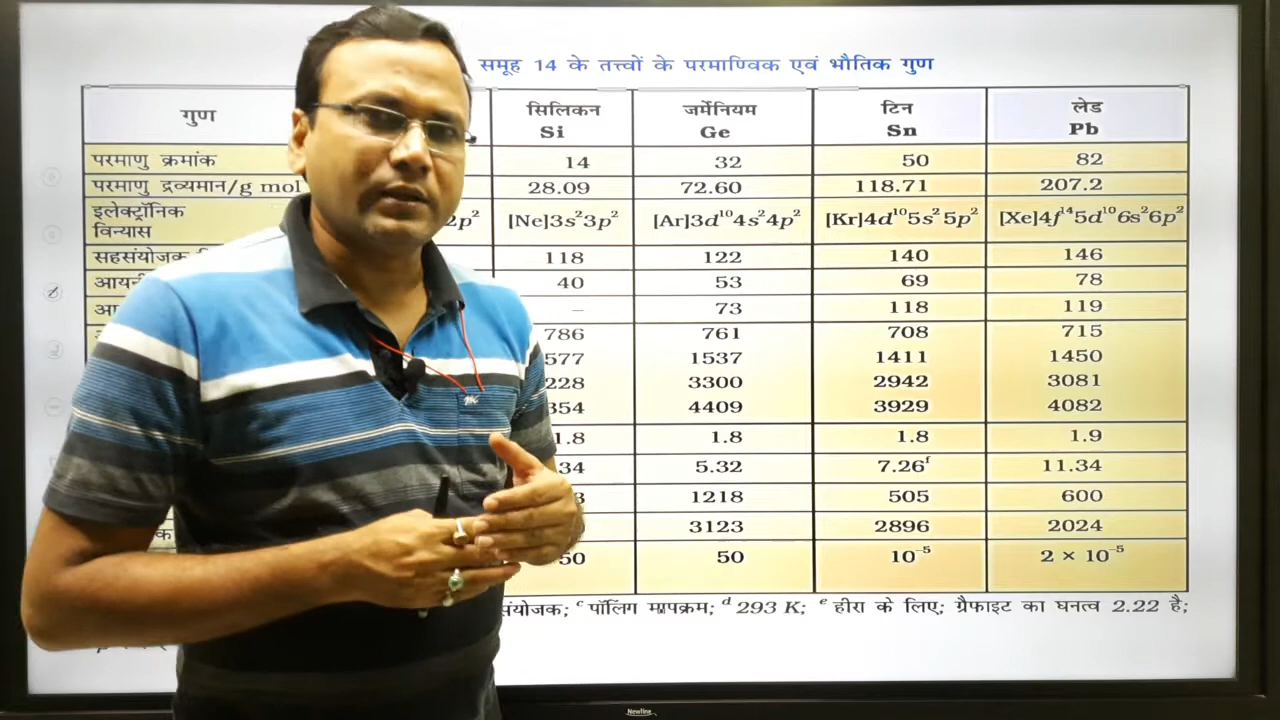 समूह 14 के तत्त्वों के परमाण्विक एवं भौतिक गुण
गुण सिलिकन जर्मेनियम टिन लेड
Si Ge Sn Pb
परमाणु क्रमांक 14 32 50 82
परमाणु द्रव्यमान/g mol 28.09 72.60 118.71 207.2
इलेक्ट्रॉनिक विन्यास 2p² [Ne]3s²3p² [Ar]3d¹⁰4s²4p² [Kr]4d¹⁰5s²5p² [Xe]4f¹⁴5d¹⁰6s²6p²
सहसंयोजक 118 122 140 146
40 53 69 78
– 73 118 119
786 761 708 715
577 1537 1411 1450
228 3300 2942 3081
354 4409 3929 4082
1.8 1.8 1.8 1.9
34 5.32 7.26ᶠ 11.34
3 1218 505 600
3123 2896 2024
50 50 10⁻⁵ 2 × 10⁻⁵
संयोजक; ᶜ पॉलिंग मापक्रम; ᵈ 293 K; ᵉ हीरा के लिए; ग्रैफाइट का घनत्व 2.22 है;
Newline